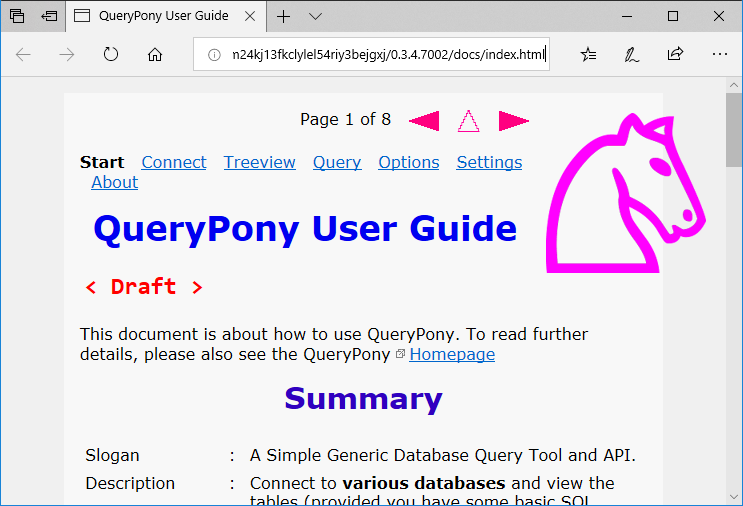 QueryPony User Guide
m24kj13fkclylel54riy3bejgxj/0.3.4.7002/docs/index.html
Page 1 of 8
Start Connect Treeview Query Options Settings
About
QueryPony User Guide
< Draft >
This document is about how to use QueryPony. To read further
details, please also see the QueryPony Homepage
Summary
Slogan : A Simple Generic Database Query Tool and API.
Description : Connect to various databases and view the
tables (provided you have some basic SQL